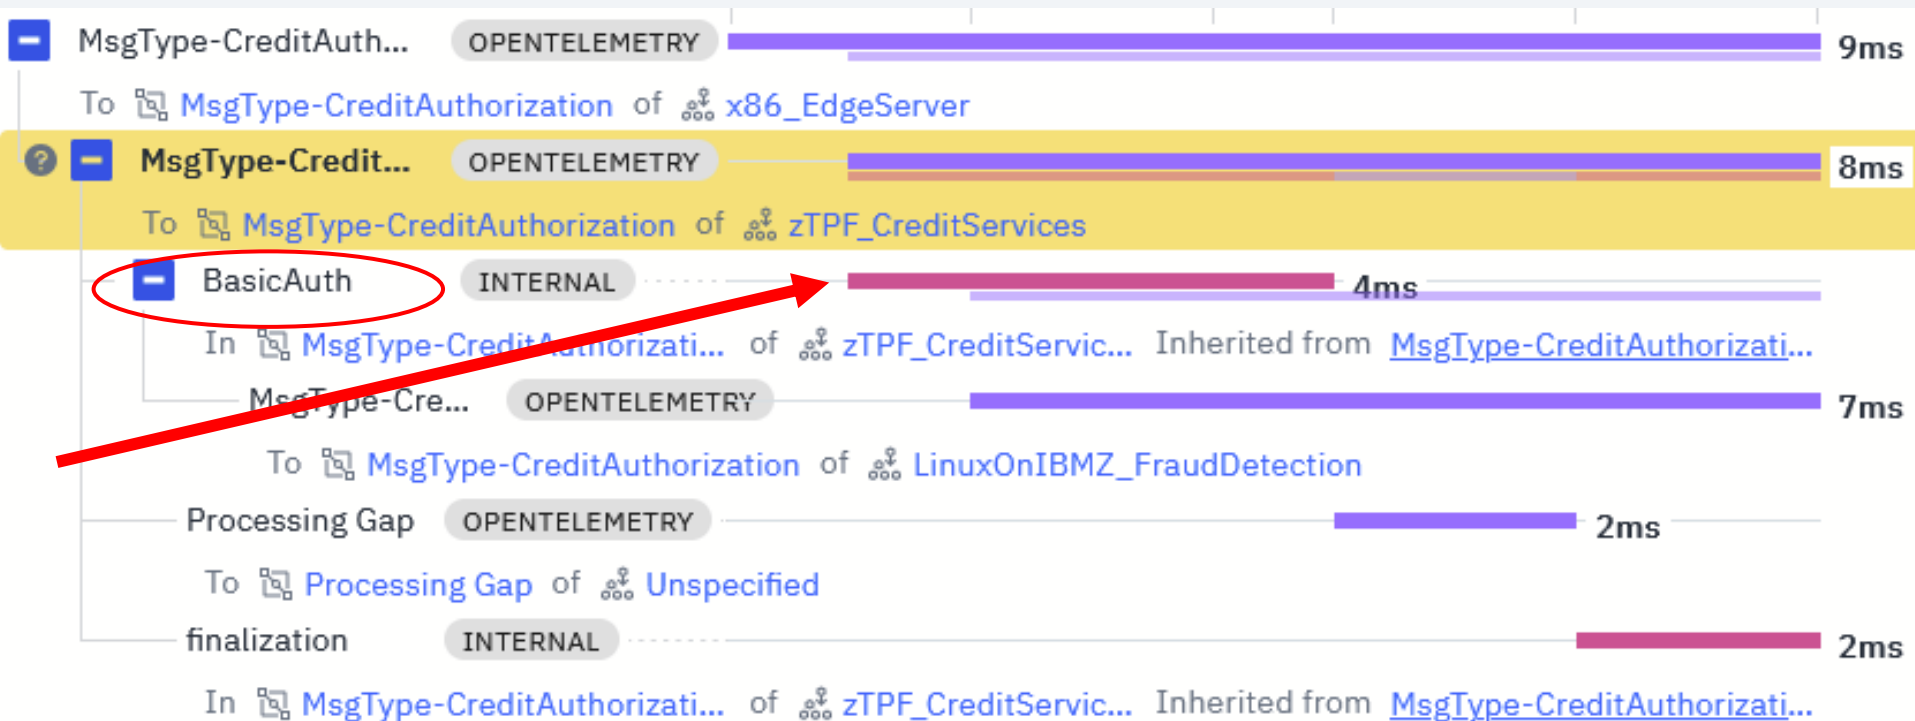 MsgType-CreditAuth... OPENTELEMETRY 9ms
To MsgType-CreditAuthorization of x86_EdgeServer
? MsgType-Credit... OPENTELEMETRY 8ms
To MsgType-CreditAuthorization of zTPF_CreditServices
BasicAuth INTERNAL 4ms
In MsgType-CreditAuthorizati... of zTPF_CreditServic... Inherited from MsgType-CreditAuthorizati...
MsgType-Cre... OPENTELEMETRY 7ms
To MsgType-CreditAuthorization of LinuxOnIBMZ_FraudDetection
Processing Gap OPENTELEMETRY 2ms
To Processing Gap of Unspecified
finalization INTERNAL 2ms
In MsgType-CreditAuthorizati... of zTPF_CreditServic... Inherited from MsgType-CreditAuthorizati...